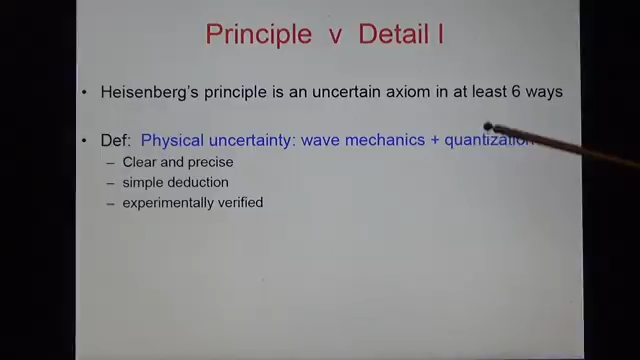 Principle v Detail I
• Heisenberg's principle is an uncertain axiom in at least 6 ways
• Def: Physical uncertainty: wave mechanics + quantization
– Clear and precise
– simple deduction
– experimentally verified